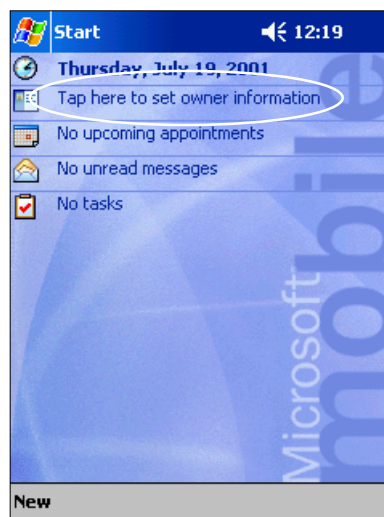 Start 12:19
Thursday, July 19, 2001
Tap here to set owner information
No upcoming appointments
No unread messages
No tasks
Microsoft
mobile
New